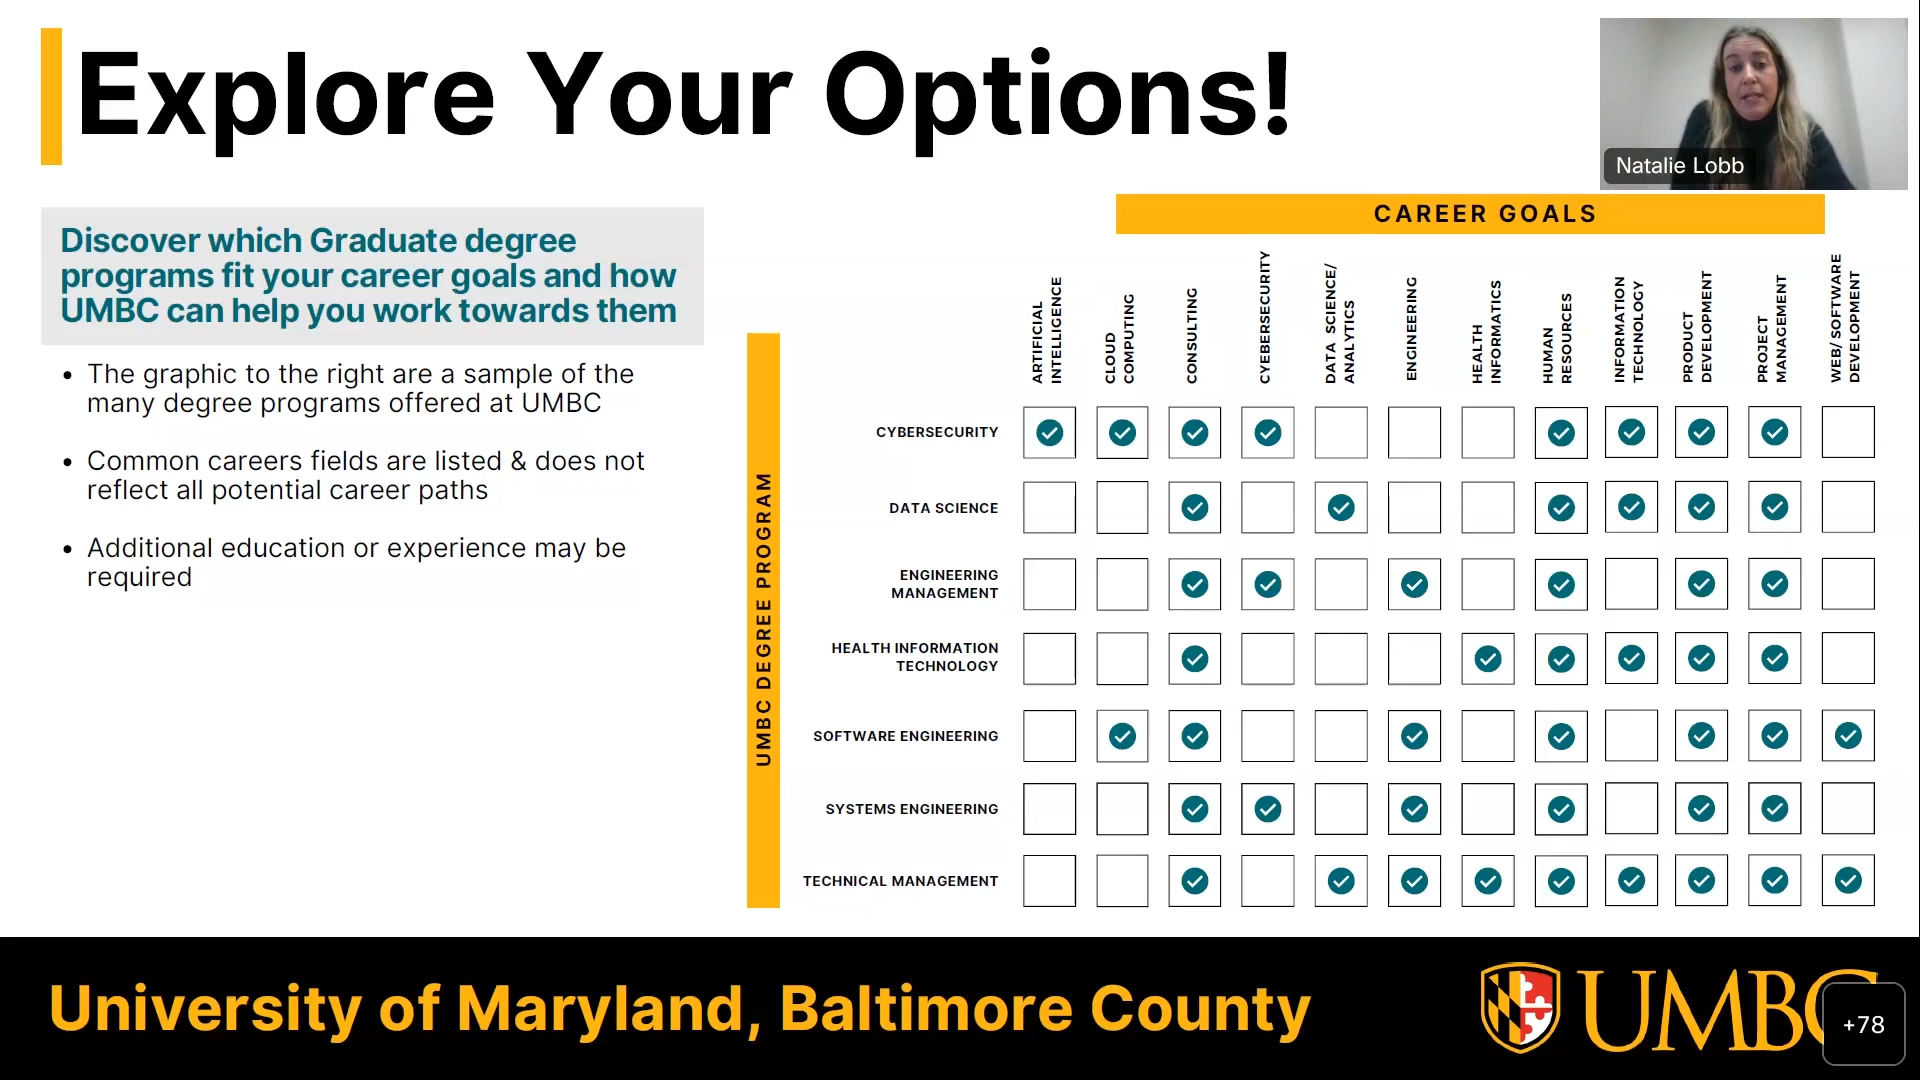 Explore Your Options!
Natalie Lobb
Discover which Graduate degree
programs fit your career goals and how
UMBC can help you work towards them
• The graphic to the right are a sample of the
many degree programs offered at UMBC
• Common careers fields are listed & does not
reflect all potential career paths
• Additional education or experience may be
required
CAREER GOALS
ARTIFICIAL
INTELLIGENCE
CLOUD
COMPUTING
CONSULTING
CYEBERSECURITY
DATA SCIENCE/
ANALYTICS
ENGINEERING
HEALTH
INFORMATICS
HUMAN
RESOURCES
INFORMATION
TECHNOLOGY
PRODUCT
DEVELOPMENT
PROJECT
MANAGEMENT
WEB/ SOFTWARE
DEVELOPMENT
UMBC DEGREE PROGRAM
CYBERSECURITY
DATA SCIENCE
ENGINEERING
MANAGEMENT
HEALTH INFORMATION
TECHNOLOGY
SOFTWARE ENGINEERING
SYSTEMS ENGINEERING
TECHNICAL MANAGEMENT
University of Maryland, Baltimore County
UMBC
+78